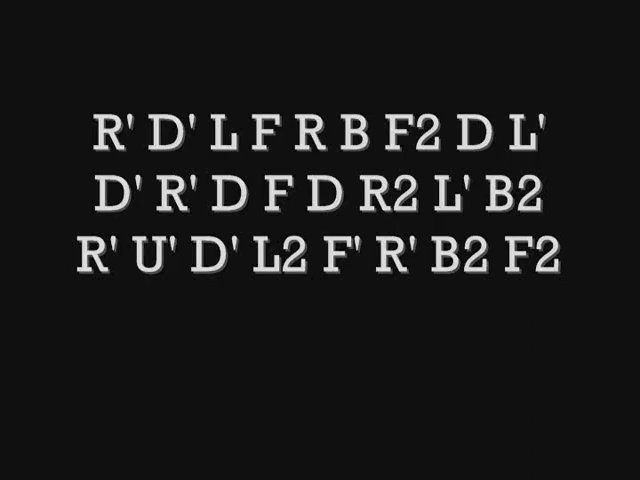 R' D' L F R B F2 D L'
D' R' D F D R2 L' B2
R' U' D' L2 F' R' B2 F2